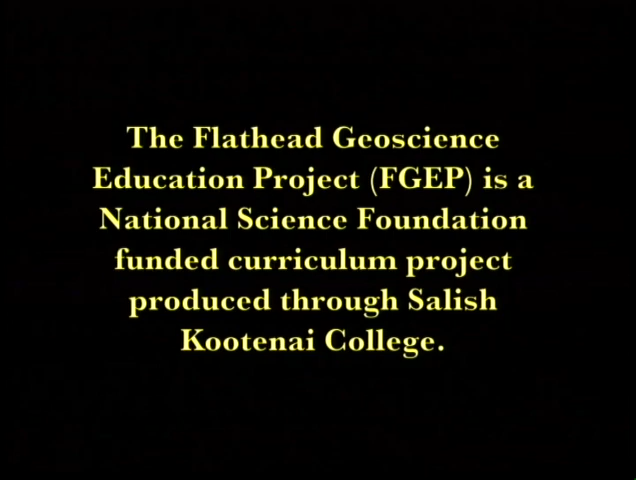 The Flathead Geoscience
Education Project (FGEP) is a
National Science Foundation
funded curriculum project
produced through Salish
Kootenai College.